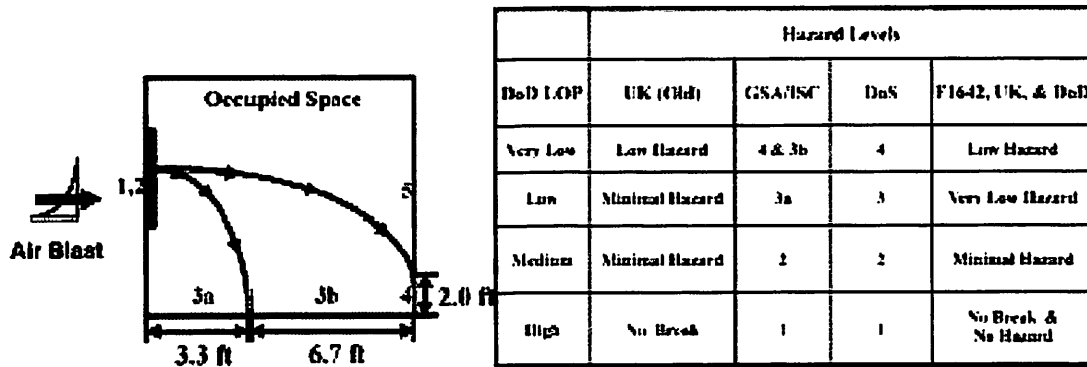 Occupied Space
1,2
Air Blast
3a
3b
4
2.0 ft
3.3 ft
6.7 ft
Hazard Levels
DoD LOP UK (Old) GSA/ISC DoS F1642, UK, & DoD
Very Low Low Hazard 4 & 3b 4 Low Hazard
Low Minimal Hazard 3a 3 Very Low Hazard
Medium Minimal Hazard 2 2 Minimal Hazard
High No Break 1 1 No Break &
No Hazard